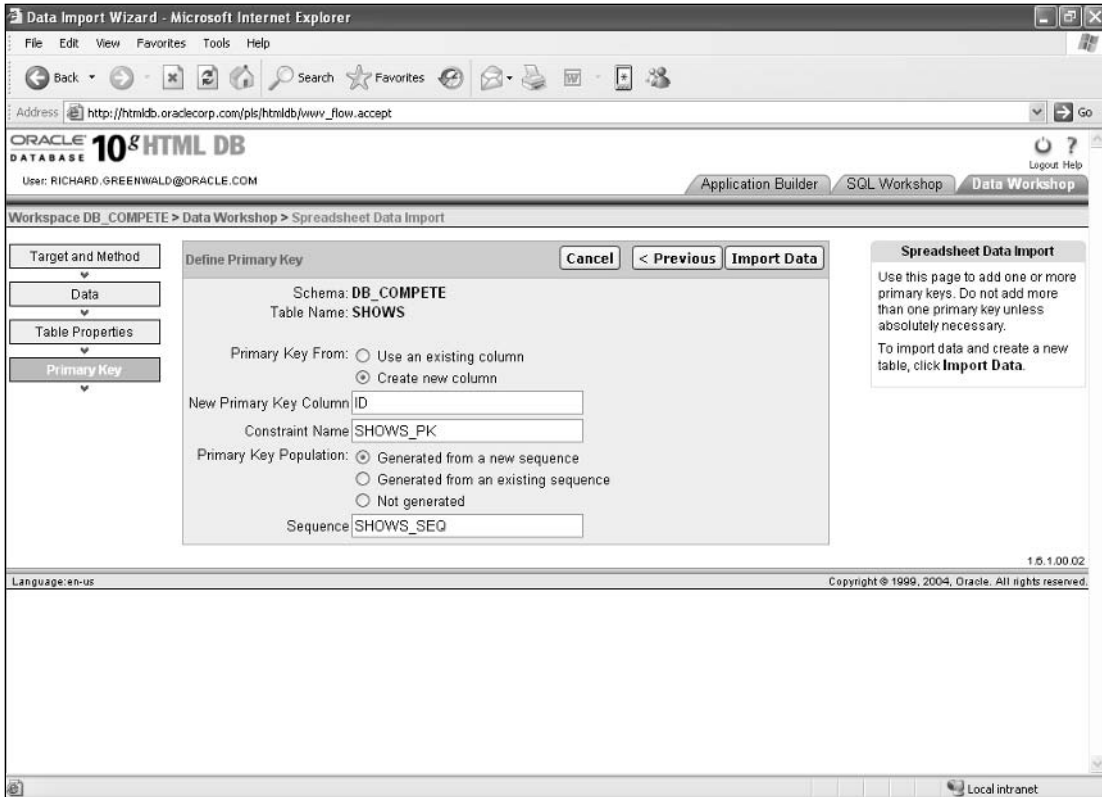 Data Import Wizard - Microsoft Internet Explorer
File Edit View Favorites Tools Help
Back Search Favorites
Address http://htmldb.oraclecorp.com/pls/htmldb/wwv_flow.accept Go
ORACLE DATABASE 10g HTML DB
Logout Help
User: RICHARD.GREENWALD@ORACLE.COM
Application Builder SQL Workshop Data Workshop
Workspace DB_COMPETE > Data Workshop > Spreadsheet Data Import
Target and Method
Data
Table Properties
Primary Key
Define Primary Key Cancel < Previous Import Data
Schema: DB_COMPETE
Table Name: SHOWS
Primary Key From: Use an existing column
Create new column
New Primary Key Column ID
Constraint Name SHOWS_PK
Primary Key Population: Generated from a new sequence
Generated from an existing sequence
Not generated
Sequence SHOWS_SEQ
Spreadsheet Data Import
Use this page to add one or more
primary keys. Do not add more
than one primary key unless
absolutely necessary.
To import data and create a new
table, click Import Data.
1.6.1.00.02
Language:en-us
Copyright © 1999, 2004, Oracle. All rights reserved.
Local intranet